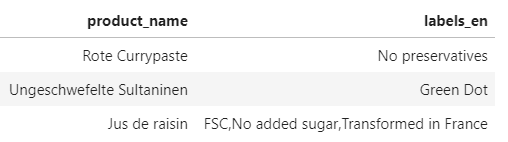 product_name labels_en
Rote Currypaste No preservatives
Ungeschwefelte Sultaninen Green Dot
Jus de raisin FSC,No added sugar,Transformed in France